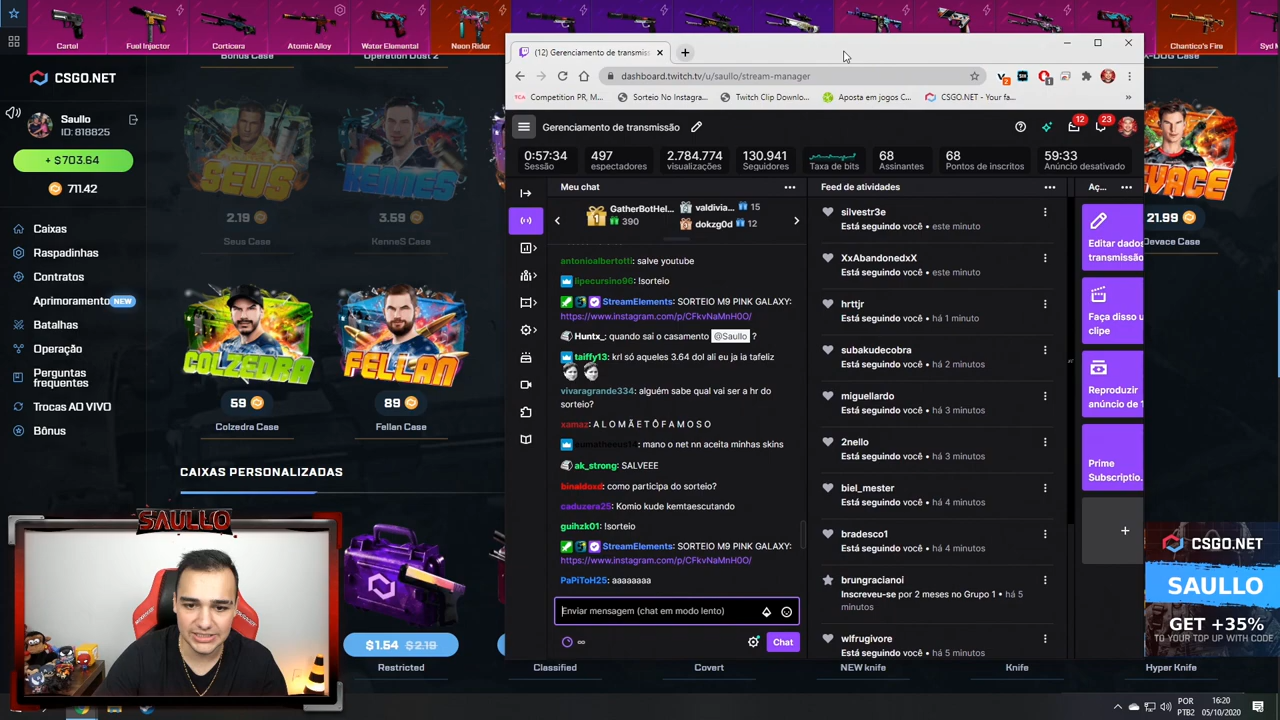 Cartel
Fuel Injector
Corticera
Atomic Alloy
Water Elemental
Neon Rider
Chantico's Fire
CSGO.NET
Saullo
ID: 818825
+ $703.64
711.42
Caixas
Raspadinhas
Contratos
Aprimoramento NEW
Batalhas
Operação
Perguntas
frequentes
Trocas AO VIVO
Bônus
Bonus Case
Operation Dust 2
SEUS
KENNES
2.19
3.59
Seus Case
KenneS Case
COLZEDRA
FELLAN
59
89
Colzedra Case
Fellan Case
CAIXAS PERSONALIZADAS
SAULLO
$1.54 $2.19
Restricted
Classified
Covert
NEW knife
Knife
Hyper Knife
21.99
Devace Case
(12) Gerenciamento de transmis
dashboard.twitch.tv/u/saullo/stream-manager
Competition PR, M...
Sorteio No Instagra...
Twitch Clip Downlo...
Aposta em jogos C...
CSGO.NET - Your fa...
»
Gerenciamento de transmissão
12
23
0:57:34
Sessão
497
espectadores
2.784.774
visualizações
130.941
Seguidores
Taxa de bits
68
Assinantes
68
Pontos de inscritos
59:33
Anúncio desativado
Meu chat
GatherBotHel...
390
valdivia...
15
dokzg0d
12
antonioalbertotti: salve youtube
lipecursino96: !sorteio
StreamElements: SORTEIO M9 PINK GALAXY:
https://www.instagram.com/p/CFkvNaMnH0O/
Huntx_: quando sai o casamento @Saullo ?
taiffy13: krl só aqueles 3.64 dol ali eu ja ia tafeliz
vivaragrande334: alguém sabe qual vai ser a hr do
sorteio?
xamaz: A L O M Ã E T Ô F A M O S O
eumatheeus14: mano o net nn aceita minhas skins
ak_strong: SALVEEE
binaldoxd: como participa do sorteio?
caduzera25: Komio kude kemtaescutando
guihzk01: !sorteio
StreamElements: SORTEIO M9 PINK GALAXY:
https://www.instagram.com/p/CFkvNaMnH0O/
PaPiToH25: aaaaaaaa
Enviar mensagem (chat em modo lento)
Chat
Feed de atividades
silvestr3e
Está seguindo você • este minuto
XxAbandonedxX
Está seguindo você • este minuto
hrttjr
Está seguindo você • há 1 minuto
subakudecobra
Está seguindo você • há 2 minutos
miguellardo
Está seguindo você • há 3 minutos
2nello
Está seguindo você • há 3 minutos
biel_mester
Está seguindo você • há 4 minutos
bradesco1
Está seguindo você • há 4 minutos
brungracianoi
Inscreveu-se por 2 meses no Grupo 1 • há 5
minutos
wlfrugivore
Está seguindo você • há 5 minutos
Aç...
Editar dados
transmissão
Faça disso u
clipe
Reproduzir
anúncio de 1
Prime
Subscriptio...
CSGO.NET
SAULLO
GET +35%
TO YOUR TOP UP WITH CODE
POR
PTB2
16:20
05/10/2020